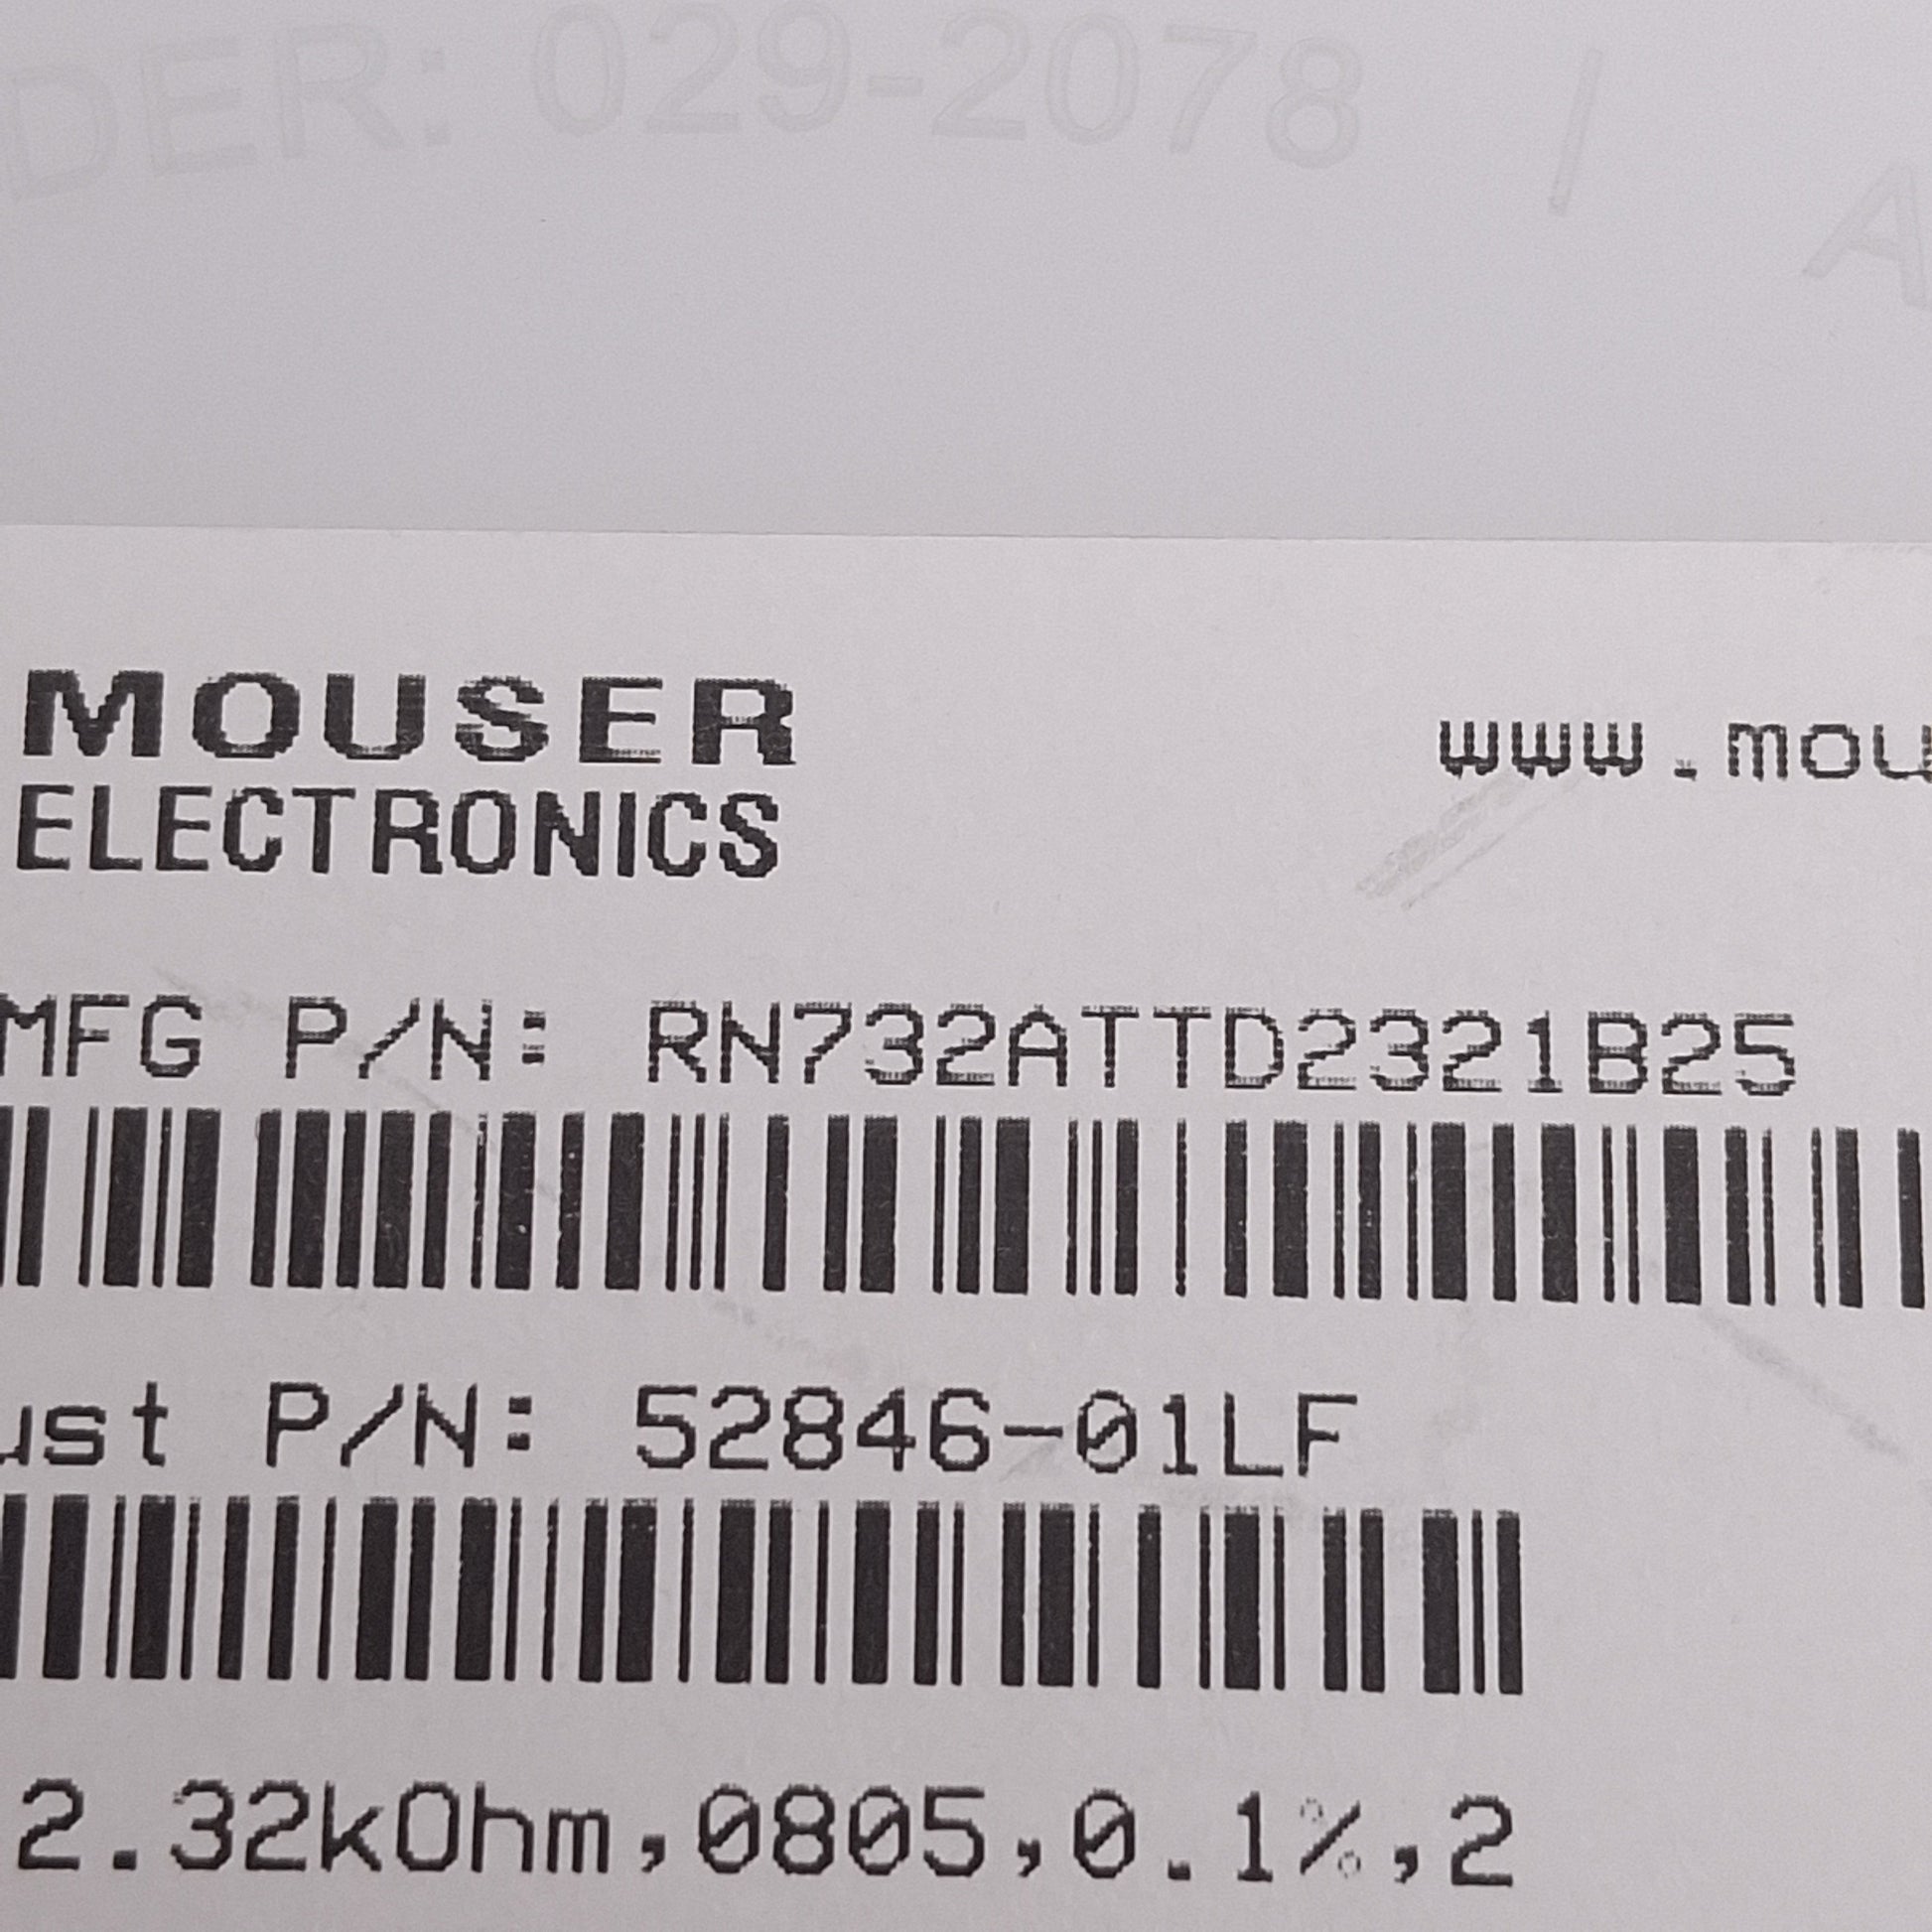 DER: 029-2078 | A
MOUSER
ELECTRONICS
www.mou
MFG P/N: RN732ATTD2321B25
ust P/N: 52846-01LF
2.32kOhm,0805,0.1%,2